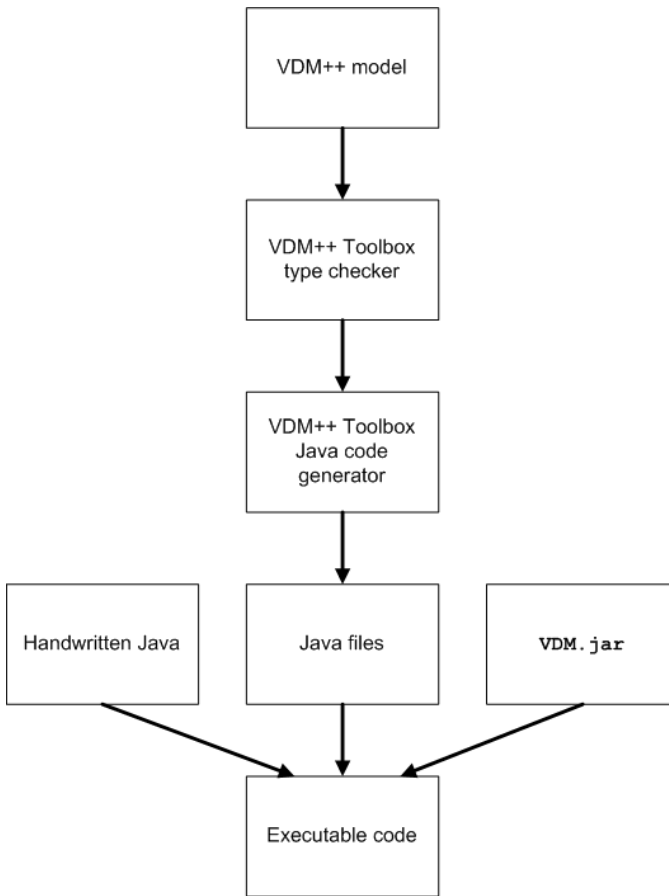 VDM++ model
VDM++ Toolbox
type checker
VDM++ Toolbox
Java code
generator
Handwritten Java
Java files
VDM.jar
Executable code